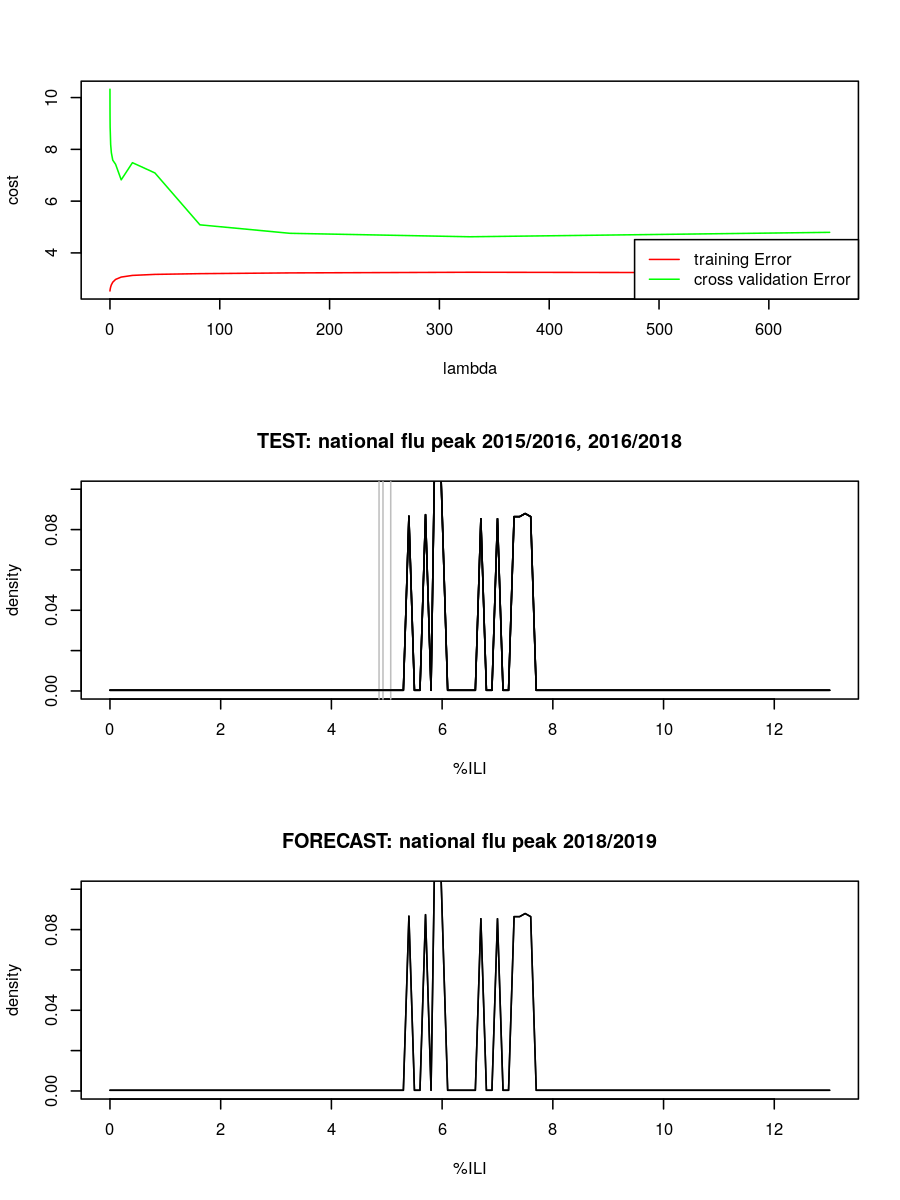 cost
10
8
6
4
training Error
cross validation Error
0 100 200 300 400 500 600
lambda
TEST: national flu peak 2015/2016, 2016/2018
density
0.08
0.04
0.00
0 2 4 6 8 10 12
%ILI
FORECAST: national flu peak 2018/2019
density
0.08
0.04
0.00
0 2 4 6 8 10 12
%ILI